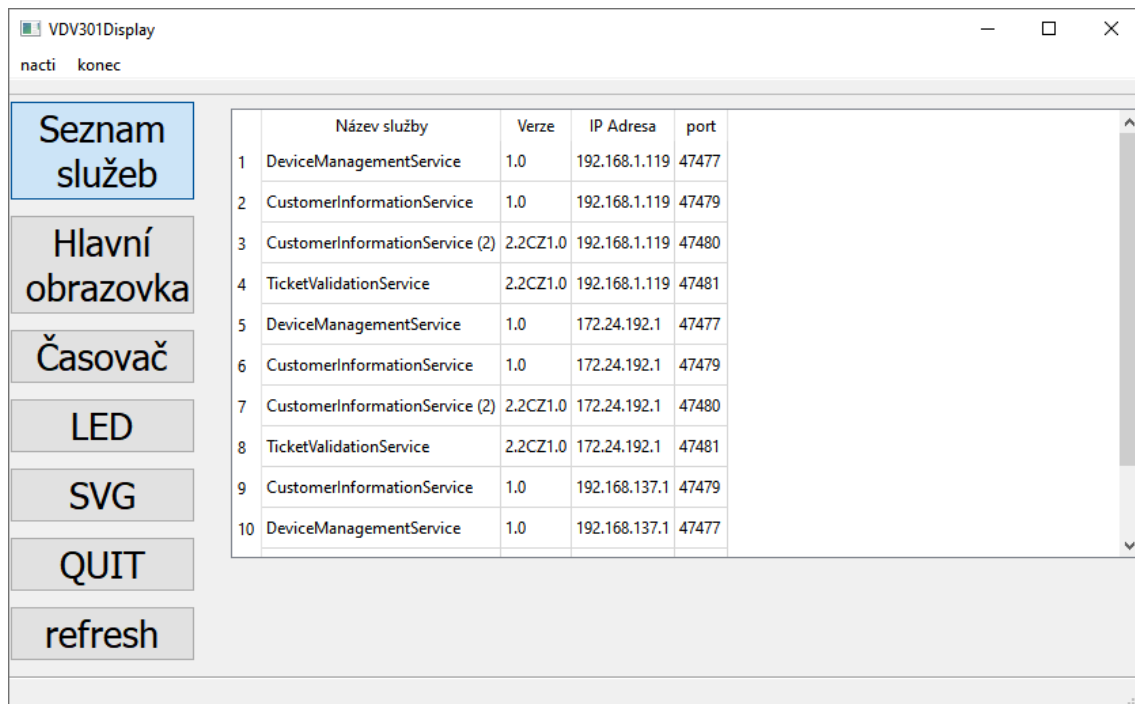 VDV301Display
nacti konec
Seznam
služeb
Hlavní
obrazovka
Časovač
LED
SVG
QUIT
refresh
Název služby Verze IP Adresa port
1 DeviceManagementService 1.0 192.168.1.119 47477
2 CustomerInformationService 1.0 192.168.1.119 47479
3 CustomerInformationService (2) 2.2CZ1.0 192.168.1.119 47480
4 TicketValidationService 2.2CZ1.0 192.168.1.119 47481
5 DeviceManagementService 1.0 172.24.192.1 47477
6 CustomerInformationService 1.0 172.24.192.1 47479
7 CustomerInformationService (2) 2.2CZ1.0 172.24.192.1 47480
8 TicketValidationService 2.2CZ1.0 172.24.192.1 47481
9 CustomerInformationService 1.0 192.168.137.1 47479
10 DeviceManagementService 1.0 192.168.137.1 47477